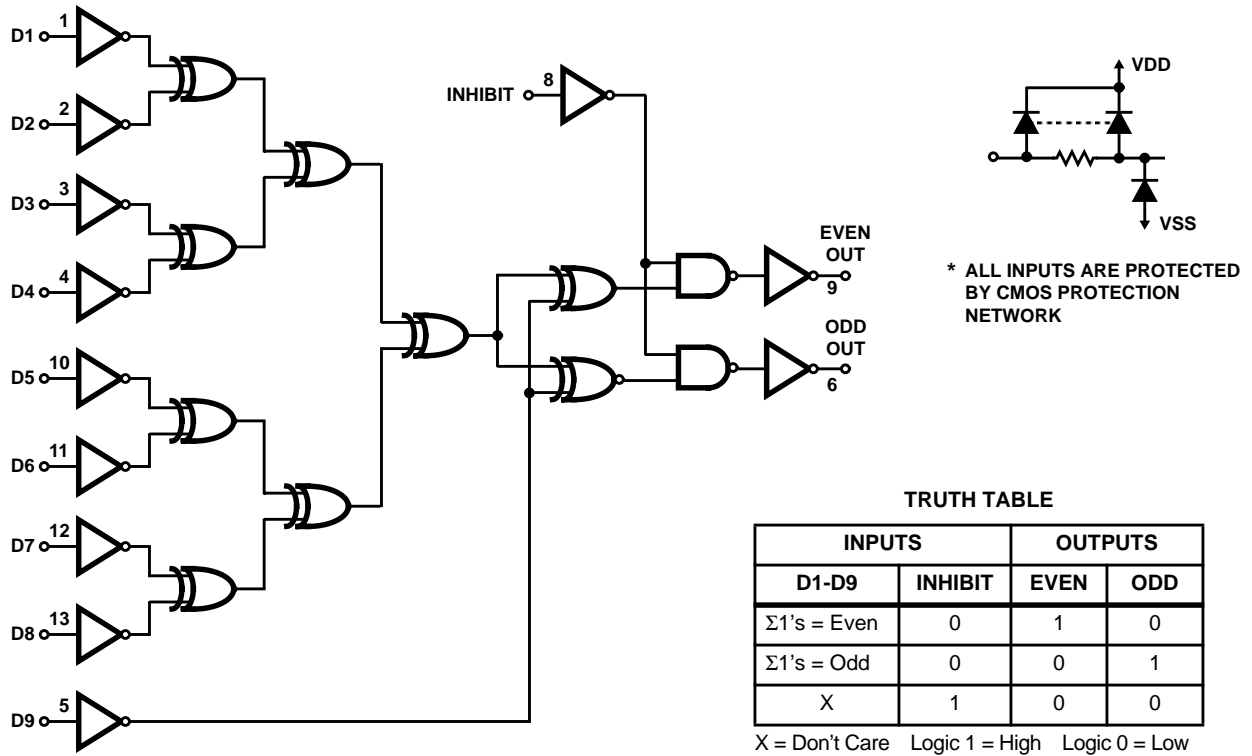 D1 1
D2 2
D3 3
D4 4
D5 10
D6 11
D7 12
D8 13
D9 5
INHIBIT 8
EVEN
OUT
9
ODD
OUT
6
VDD
VSS
* ALL INPUTS ARE PROTECTED
BY CMOS PROTECTION
NETWORK
TRUTH TABLE
INPUTS OUTPUTS
D1-D9 INHIBIT EVEN ODD
Σ1's = Even 0 1 0
Σ1's = Odd 0 0 1
X 1 0 0
X = Don't Care Logic 1 = High Logic 0 = Low